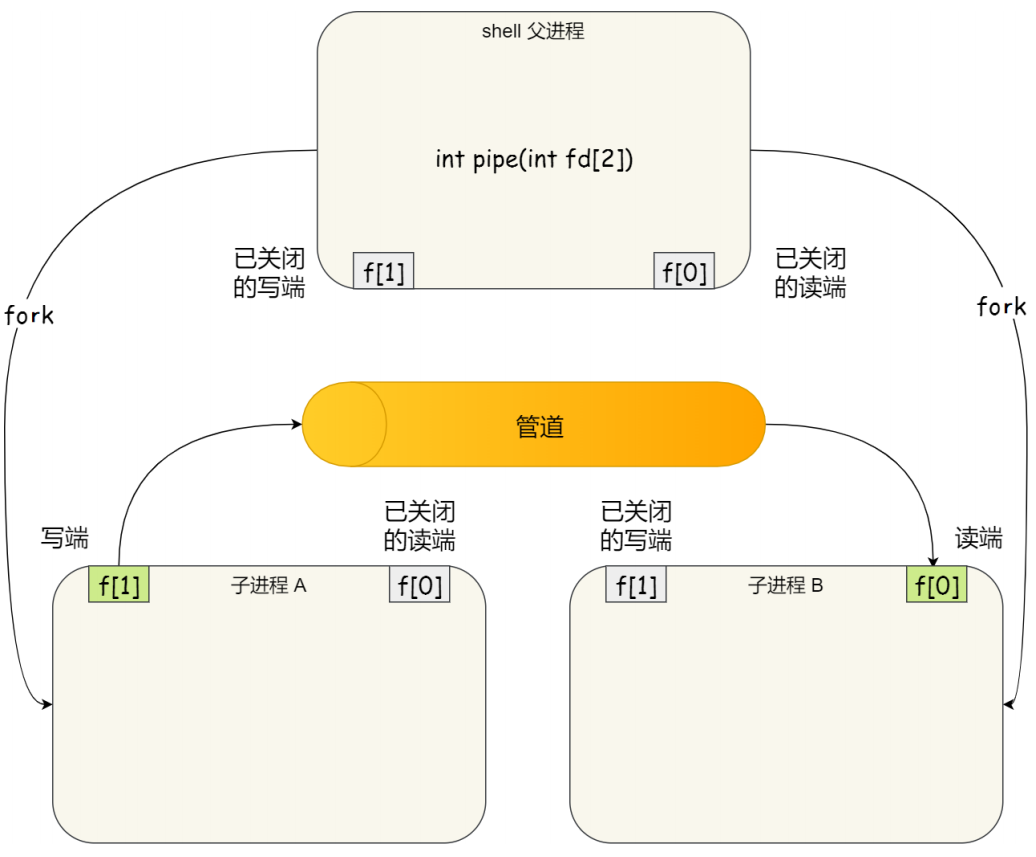 shell 父进程
int pipe(int fd[2])
已关闭
的写端
f[1]
f[0]
已关闭
的读端
fork
fork
管道
写端
已关闭
的读端
已关闭
的写端
读端
f[1]
子进程 A
f[0]
f[1]
子进程 B
f[0]